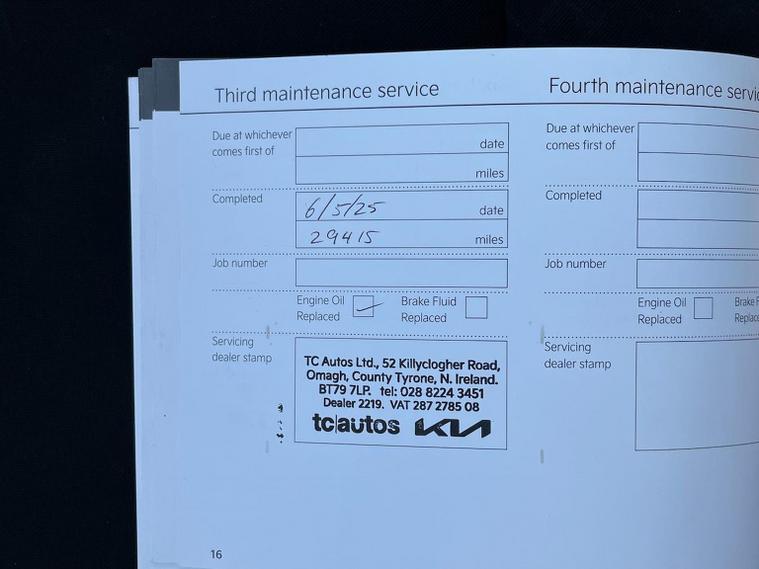 Third maintenance service
Due at whichever
comes first of
date
miles
Completed
6/5/25 date
29415 miles
Job number
Engine Oil
Replaced
Brake Fluid
Replaced
Servicing
dealer stamp
TC Autos Ltd., 52 Killyclogher Road,
Omagh, County Tyrone, N. Ireland.
BT79 7LP. tel: 028 8224 3451
Dealer 2219. VAT 287 2785 08
tc|autos KIA
16
Fourth maintenance servic
Due at whichever
comes first of
Completed
Job number
Engine Oil
Replaced
Brake F
Replace
Servicing
dealer stamp